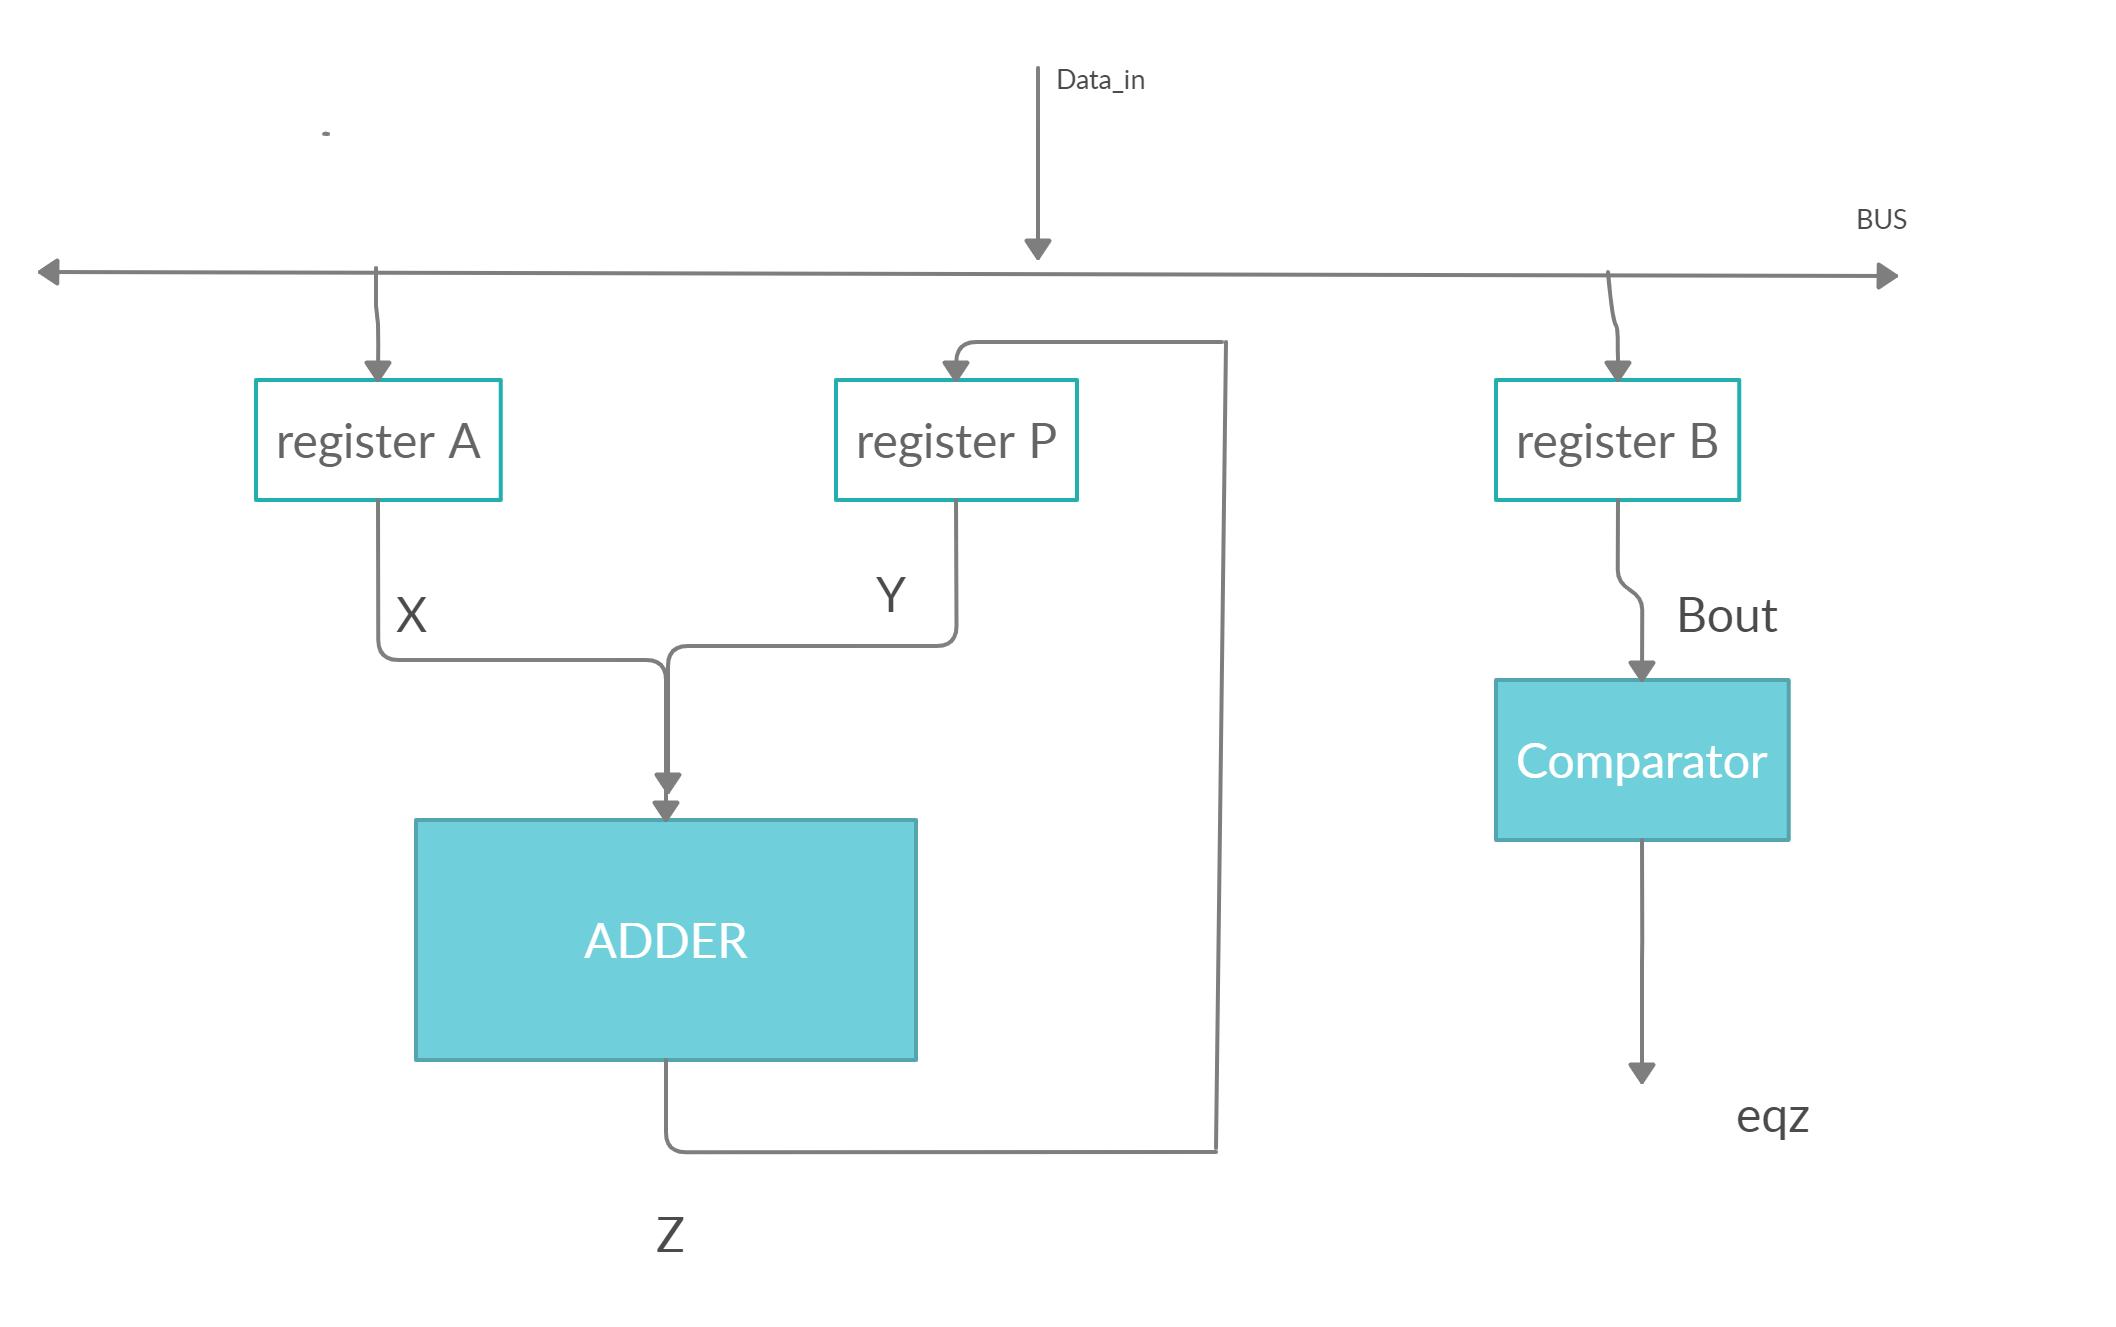 Data_in
BUS
register A
register P
register B
X
Y
Bout
Comparator
ADDER
eqz
Z